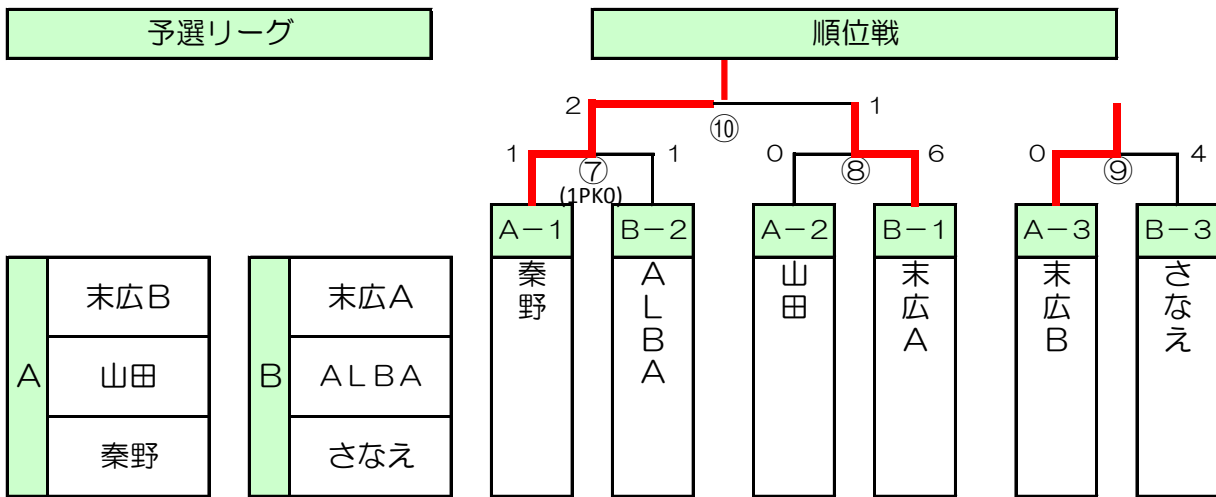 予選リーグ
順位戦
2
1
⑩
1
⑦
1
0
⑧
6
0
⑨
4
(1PK0)
A－1
B－2
A－2
B－1
A－3
B－3
秦野
ALBA
山田
末広A
末広B
さなえ
A
末広B
山田
秦野
B
末広A
ALBA
さなえ